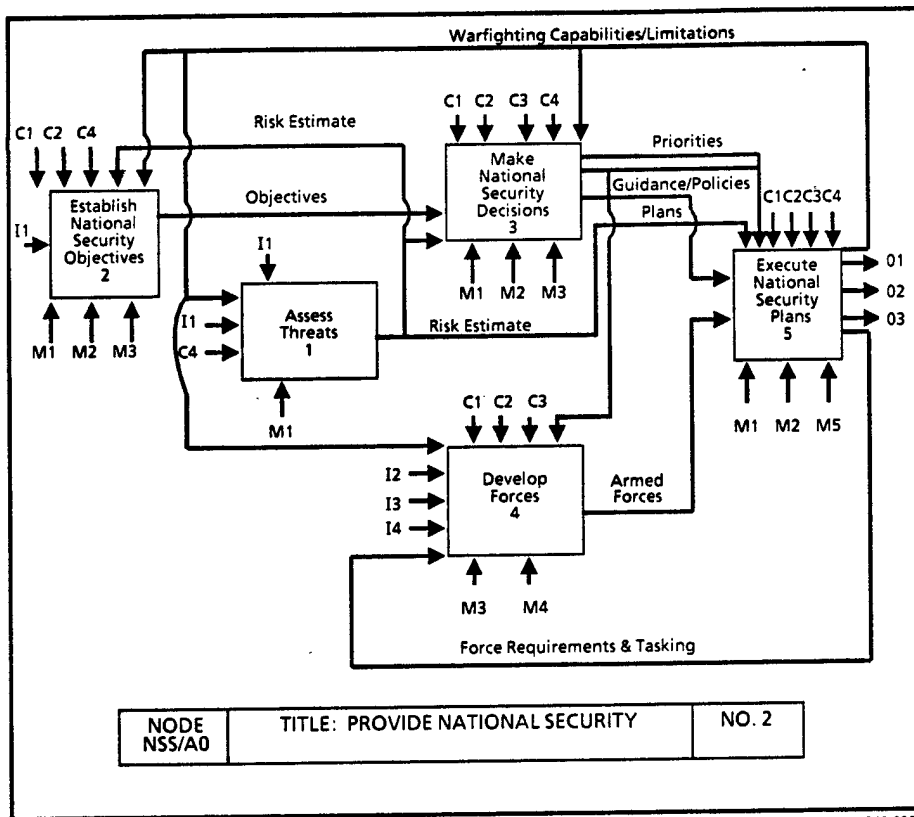 Warfighting Capabilities/Limitations
C1 C2 C3 C4
C1 C2 C4
Risk Estimate
Make
National
Security
Decisions
3
Priorities
Guidance/Policies
Plans
C1 C2 C3 C4
Establish
National
Security
Objectives
2
Objectives
I1
I1
M1 M2 M3
Execute
National
Security
Plans
5
01
02
03
Assess
Threats
1
I1
C4
Risk Estimate
M1 M2 M3
M1
M1 M2 M5
C1 C2 C3
I2
I3
I4
Develop
Forces
4
Armed
Forces
M3 M4
Force Requirements & Tasking
NODE
NSS/A0
TITLE: PROVIDE NATIONAL SECURITY
NO. 2